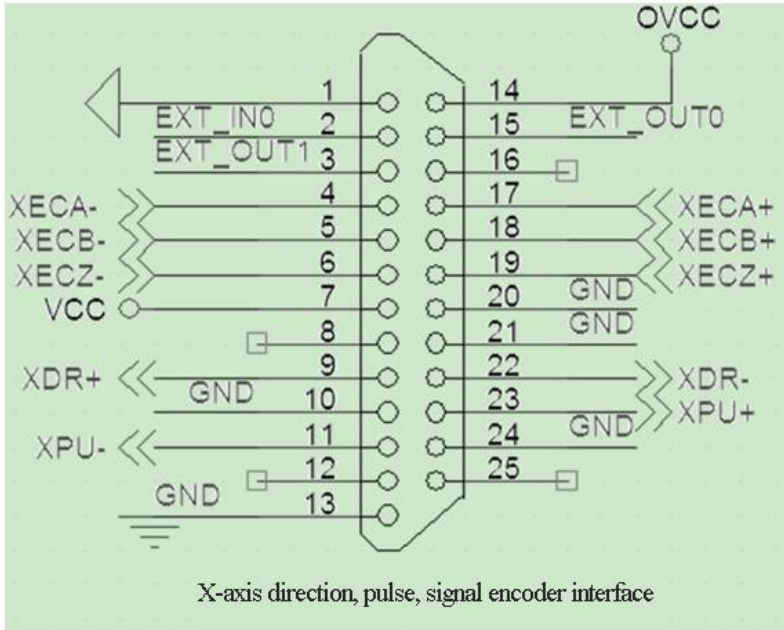 OVCC
1 14
EXT_IN0 2 15 EXT_OUT0
EXT_OUT1 3 16
XECA- 4 17 XECA+
XECB- 5 18 XECB+
XECZ- 6 19 XECZ+
VCC 7 20 GND
8 21 GND
XDR+ 9 22 XDR-
GND 10 23 XPU+
XPU- 11 24 GND
12 25
GND 13
X-axis direction, pulse, signal encoder interface